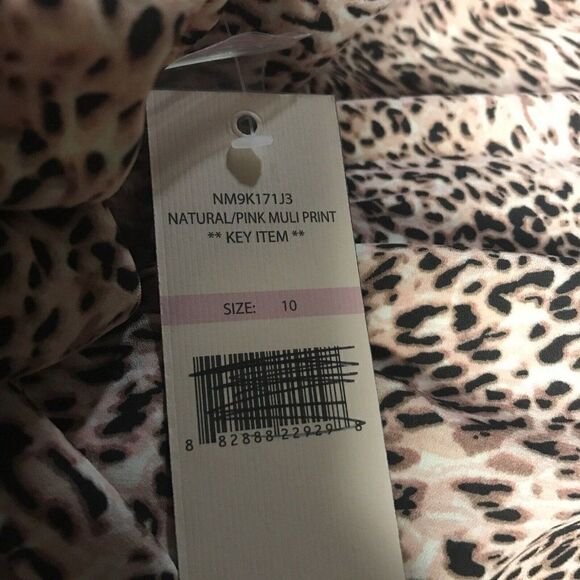 NM9K171J3
NATURAL/PINK MULI PRINT
** KEY ITEM **
SIZE: 10
8 82888 22929 8